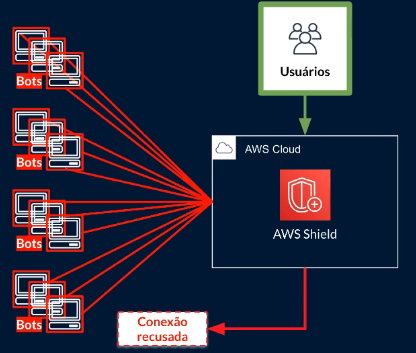 Bots
Bots
Bots
Bots
Usuários
AWS Cloud
AWS Shield
Conexão
recusada